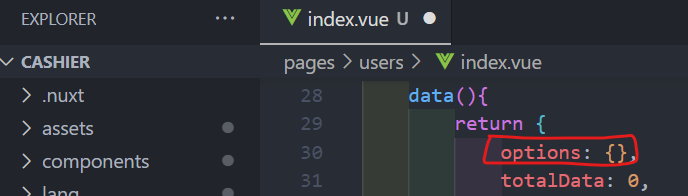 EXPLORER
index.vue U
CASHIER
pages > users > index.vue
.nuxt
28 data(){
assets
29 return {
components
30 options: {},
lang
31 totalData: 0,